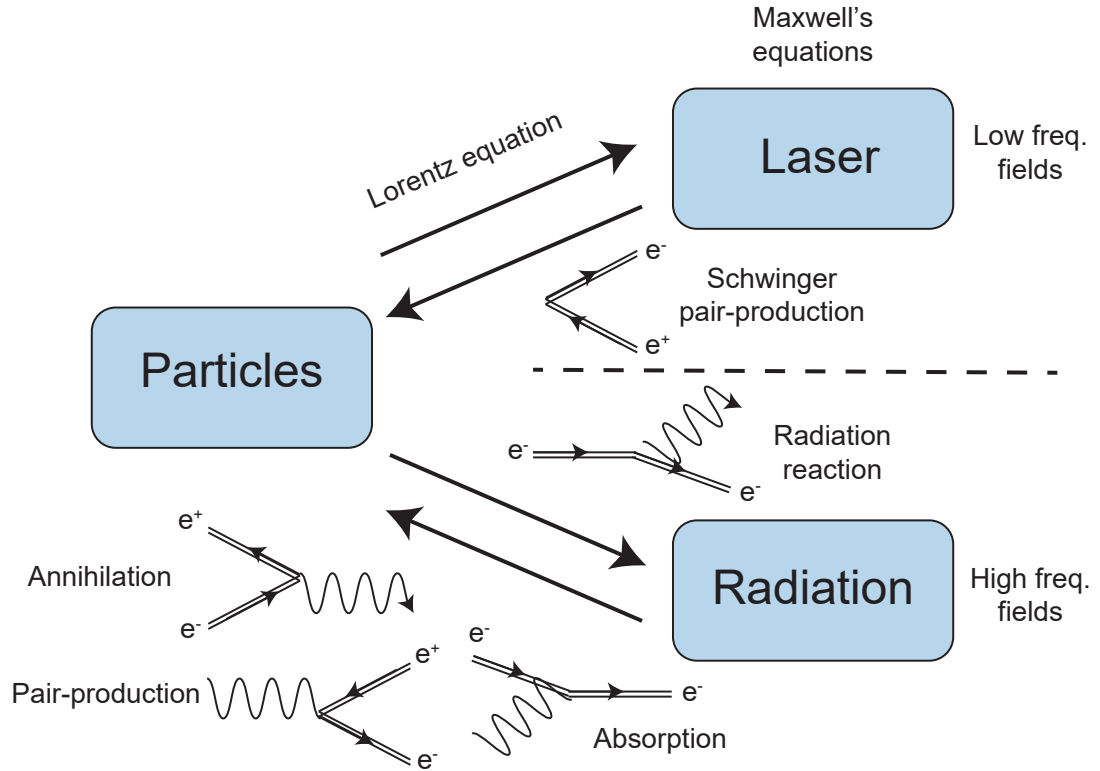 Maxwell's
equations
Laser
Low freq.
fields
Lorentz equation
e-
Schwinger
pair-production
e+
Particles
Radiation
reaction
e-
e-
e+
Annihilation
e-
Radiation
High freq.
fields
e-
e+
Pair-production
e-
e-
Absorption